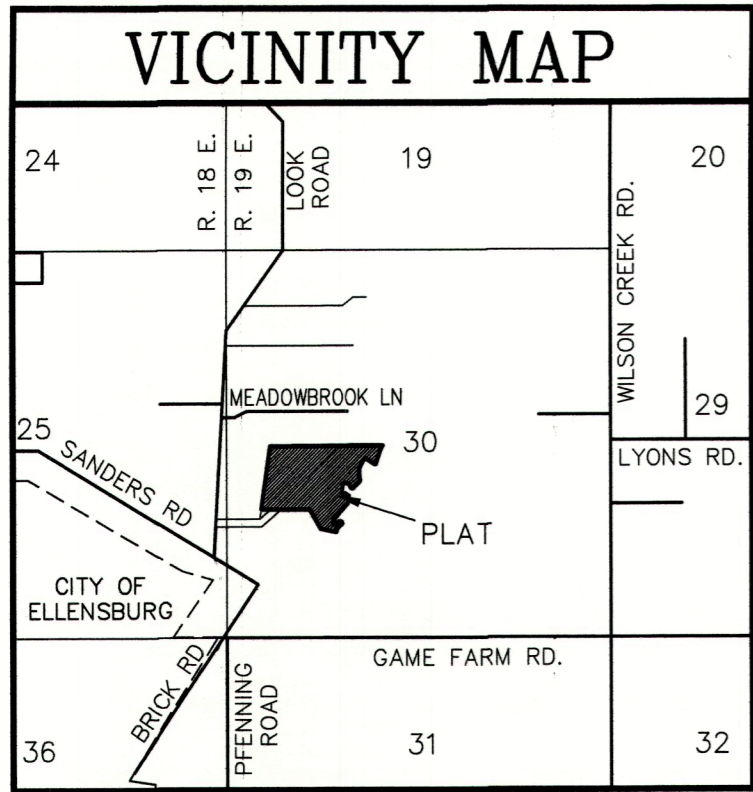 VICINITY MAP
24
R. 18 E.
R. 19 E.
LOOK
ROAD
19
20
WILSON CREEK RD.
MEADOWBROOK LN
29
25
SANDERS RD
30
LYONS RD.
PLAT
CITY OF
ELLENSBURG
GAME FARM RD.
BRICK RD
PFENNING
ROAD
36
31
32